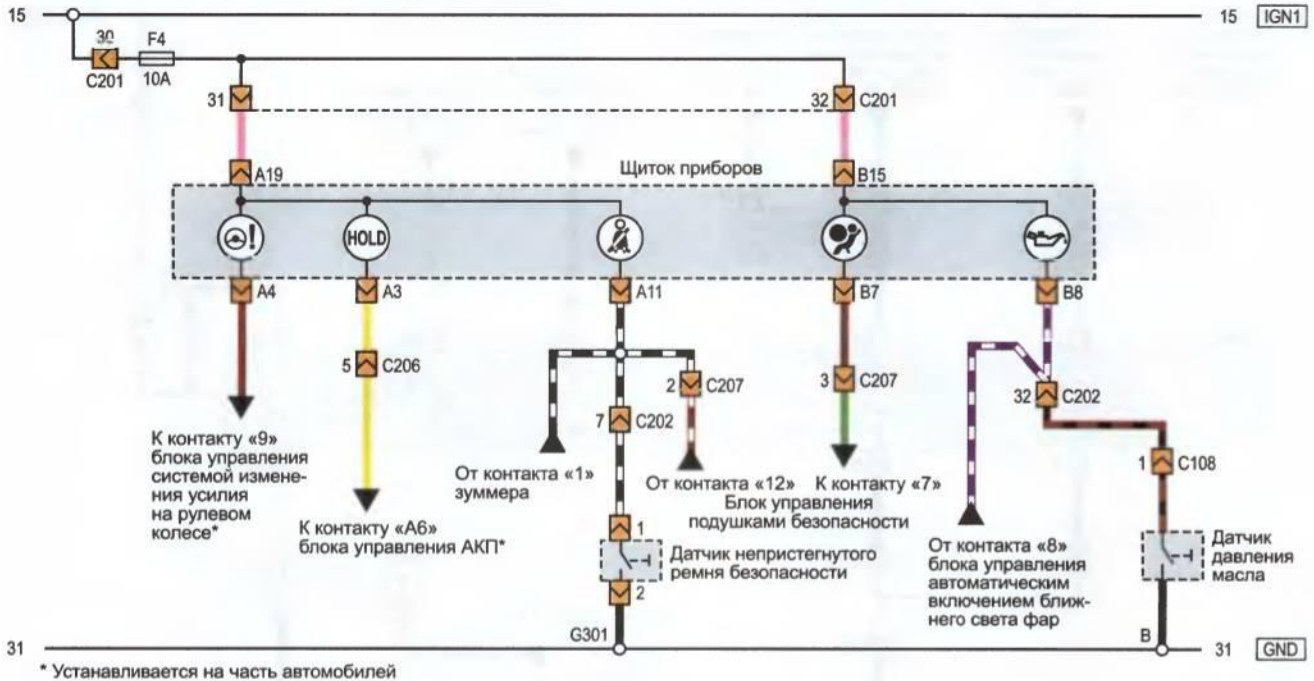 15
15 IGN1
30
F4
C201
10A
31
32 C201
A19
Щиток приборов
B15
!
HOLD
A4
A3
A11
B7
B8
5 C206
2 C207
3 C207
32 C202
7 C202
1 C108
К контакту «9»
блока управления
системой измене-
ния усилия
на рулевом
колесе*
К контакту «А6»
блока управления АКП*
От контакта «1»
зуммера
От контакта «12»
К контакту «7»
Блок управления
подушками безопасности
От контакта «8»
блока управления
автоматическим
включением ближ-
него света фар
1
Датчик непристегнутого
ремня безопасности
2
Датчик
давления
масла
G301
B
31
31 GND
* Устанавливается на часть автомобилей